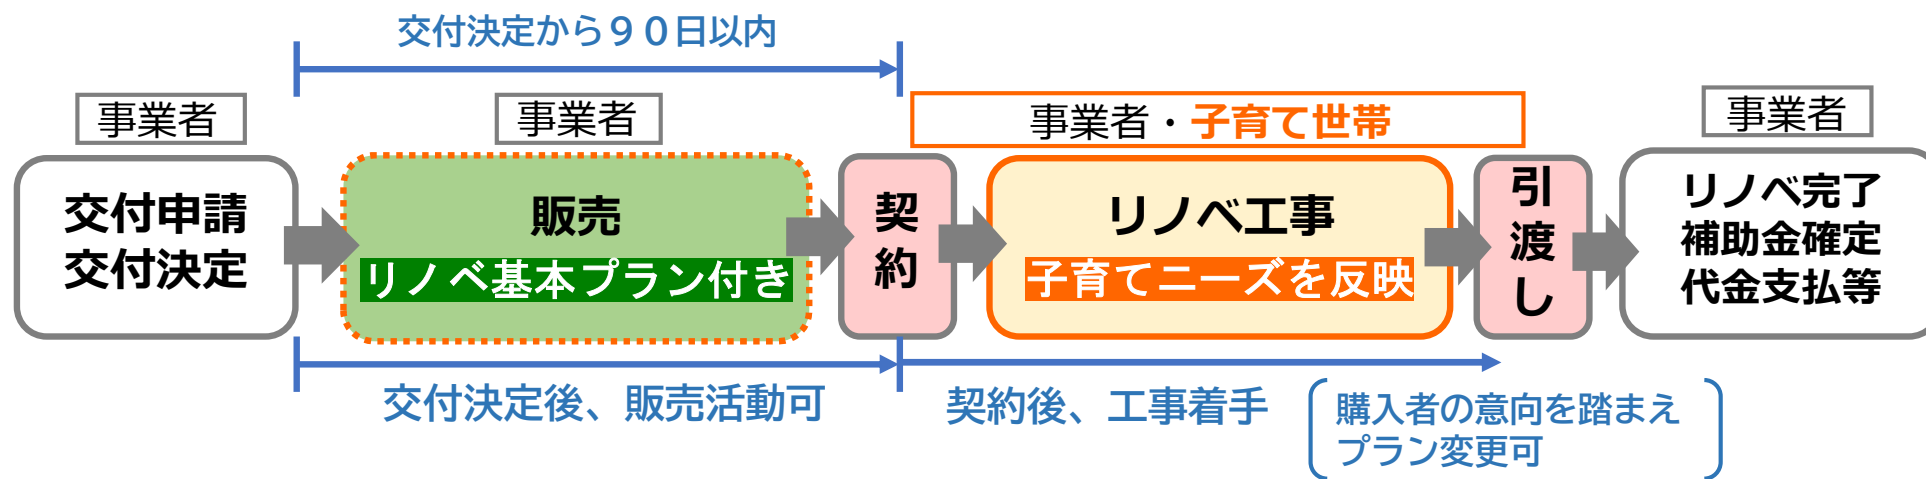 交付決定から９０日以内
事業者
事業者
事業者・子育て世帯
事業者
交付申請
交付決定
販売
リノベ基本プラン付き
契
約
リノベ工事
子育てニーズを反映
引
渡
し
リノベ完了
補助金確定
代金支払等
交付決定後、販売活動可
契約後、工事着手
購入者の意向を踏まえ
プラン変更可